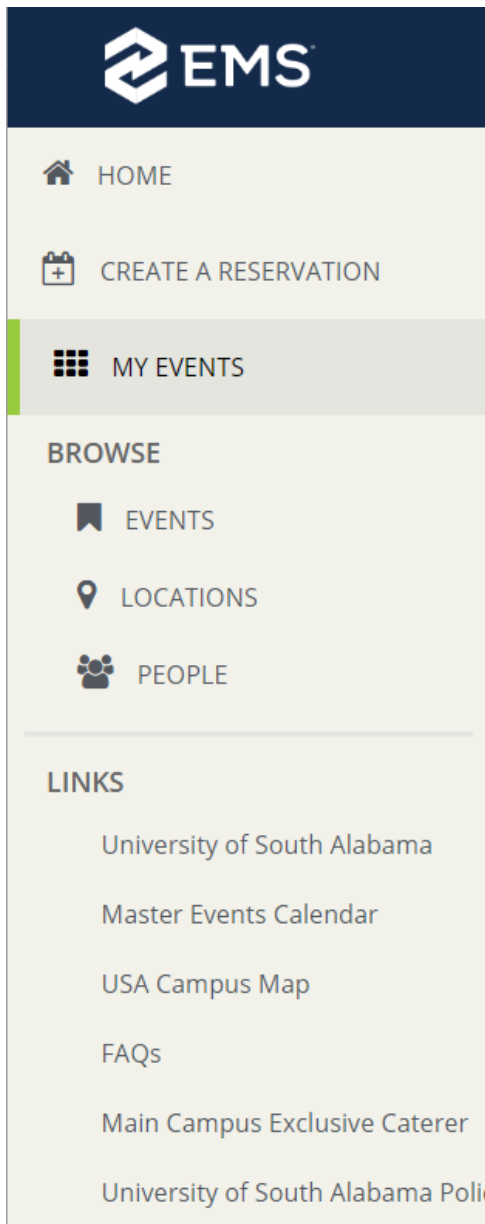 EMS
HOME
CREATE A RESERVATION
MY EVENTS
BROWSE
EVENTS
LOCATIONS
PEOPLE
LINKS
University of South Alabama
Master Events Calendar
USA Campus Map
FAQs
Main Campus Exclusive Caterer
University of South Alabama